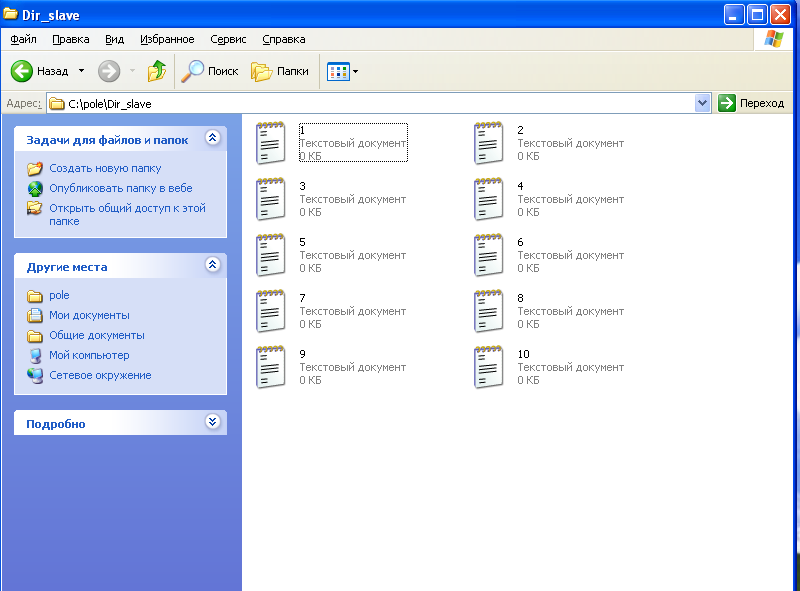 Dir_slave
Файл Правка Вид Избранное Сервис Справка
Назад Поиск Папки
Адрес: C:\pole\Dir_slave Переход
Задачи для файлов и папок
Создать новую папку
Опубликовать папку в вебе
Открыть общий доступ к этой
папке
Другие места
pole
Мои документы
Общие документы
Мой компьютер
Сетевое окружение
Подробно
1
Текстовый документ
0 КБ
2
Текстовый документ
0 КБ
3
Текстовый документ
0 КБ
4
Текстовый документ
0 КБ
5
Текстовый документ
0 КБ
6
Текстовый документ
0 КБ
7
Текстовый документ
0 КБ
8
Текстовый документ
0 КБ
9
Текстовый документ
0 КБ
10
Текстовый документ
0 КБ